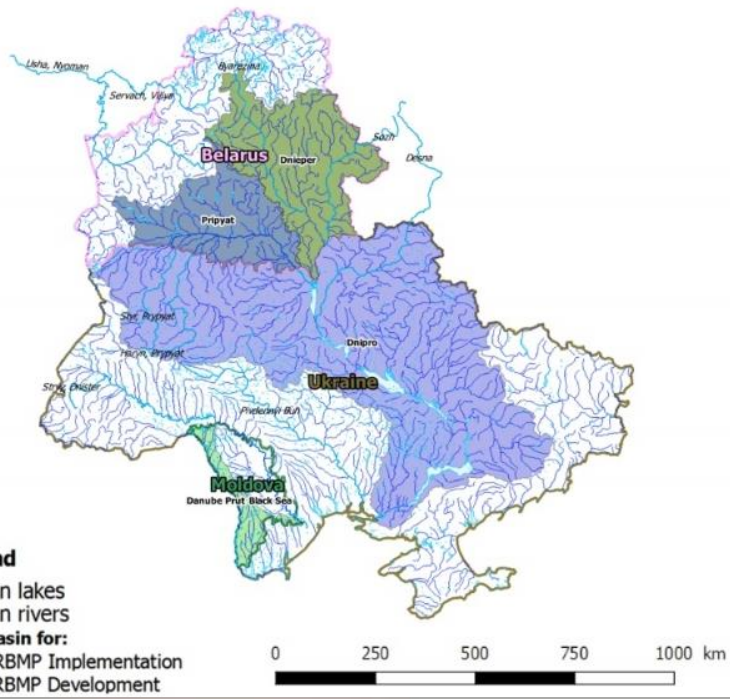 Usha, Nyoman
Byarezina
Servach, Viliya
Sozh
Belarus
Dnieper
Desna
Pripyat
Styr, Prypyat
Dnipro
Horyn, Prypyat
Ukraine
Stryi, Dnister
Pivdennyi Buh
Moldova
Danube Prut Black Sea
nd
n lakes
n rivers
asin for:
RBMP Implementation
RBMP Development
0 250 500 750 1000 km